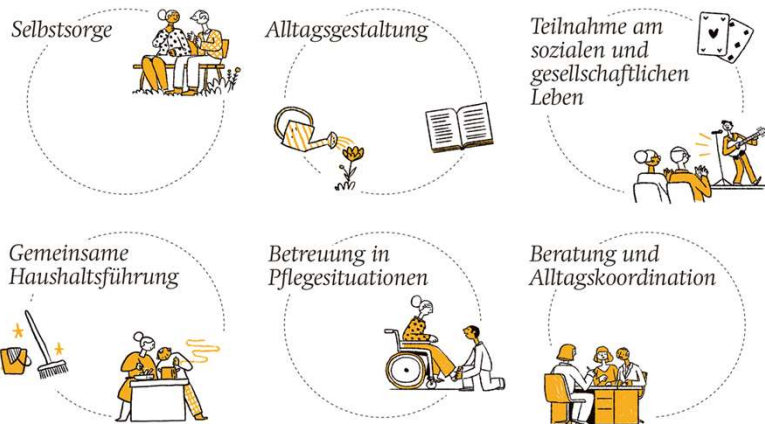 Selbstsorge
Alltagsgestaltung
Teilnahme am
sozialen und
gesellschaftlichen
Leben
Gemeinsame
Haushaltsführung
Betreuung in
Pflegesituationen
Beratung und
Alltagskoordination